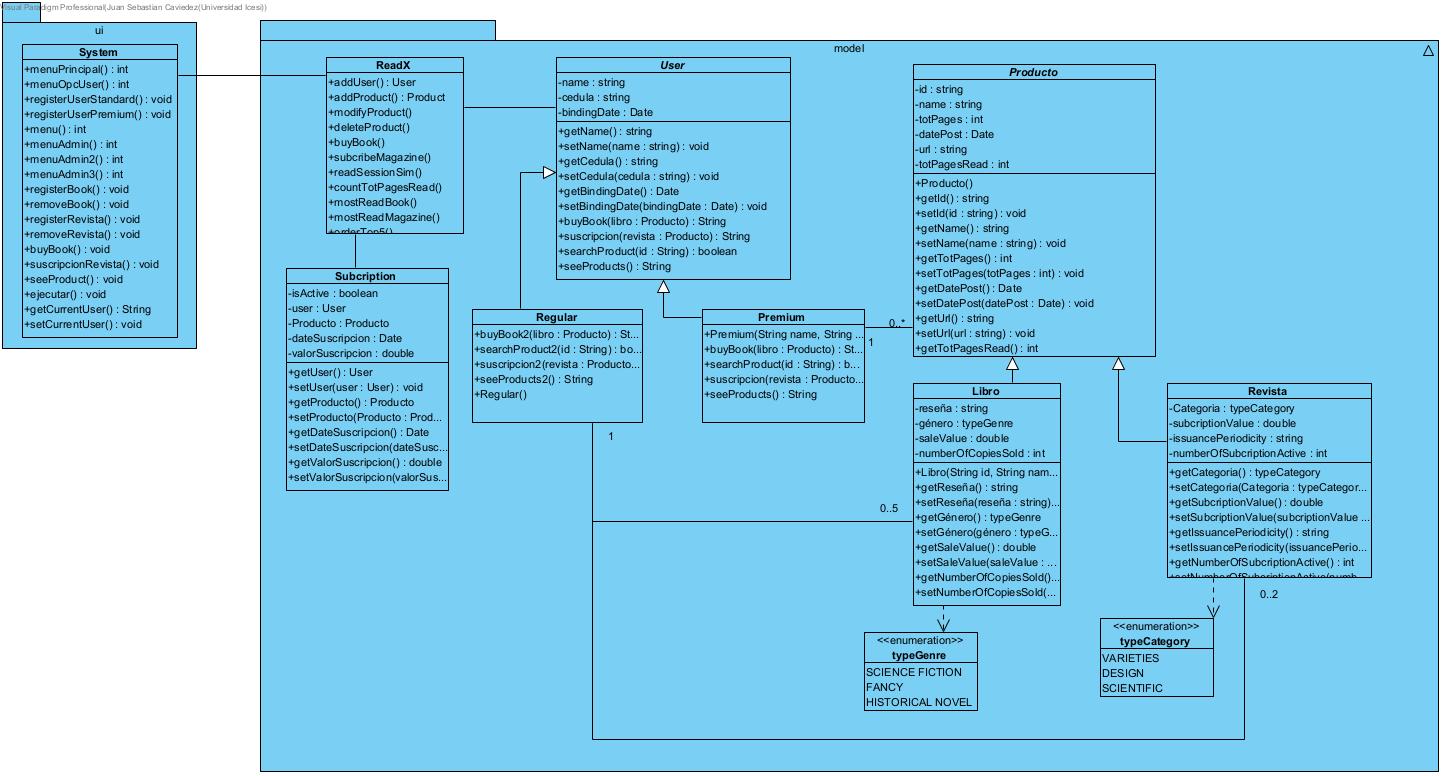 Visual Paradigm Professional(Juan Sebastian Caviedez(Universidad Icesi))
ui
System
+menuPrincipal() : int
+menuOpcUser() : int
+registerUserStandard() : void
+registerUserPremium() : void
+menu() : int
+menuAdmin() : int
+menuAdmin2() : int
+menuAdmin3() : int
+registerBook() : void
+removeBook() : void
+registerRevista() : void
+removeRevista() : void
+buyBook() : void
+suscripcionRevista() : void
+seeProduct() : void
+ejecutar() : void
+getCurrentUser() : String
+setCurrentUser() : void
model
ReadX
+addUser() : User
+addProduct() : Product
+modifyProduct()
+deleteProduct()
+buyBook()
+subcribeMagazine()
+readSessionSim()
+countTotPagesRead()
+mostReadBook()
+mostReadMagazine()
+orderTop5()
Subcription
-isActive : boolean
-user : User
-Producto : Producto
-dateSuscripcion : Date
-valorSuscripcion : double
+getUser() : User
+setUser(user : User) : void
+getProducto() : Producto
+setProducto(Producto : Prod...
+getDateSuscripcion() : Date
+setDateSuscripcion(dateSusc...
+getValorSuscripcion() : double
+setValorSuscripcion(valorSus...
User
-name : string
-cedula : string
-bindingDate : Date
+getName() : string
+setName(name : string) : void
+getCedula() : string
+setCedula(cedula : string) : void
+getBindingDate() : Date
+setBindingDate(bindingDate : Date) : void
+buyBook(libro : Producto) : String
+suscripcion(revista : Producto) : String
+searchProduct(id : String) : boolean
+seeProducts() : String
Regular
+buyBook2(libro : Producto) : St...
+searchProduct2(id : String) : bo...
+suscripcion2(revista : Producto...
+seeProducts2() : String
+Regular()
1
Premium
+Premium(String name, String ...
+buyBook(libro : Producto) : St...
+searchProduct(id : String) : b...
+suscripcion(revista : Producto...
+seeProducts() : String
0..*
1
Producto
-id : string
-name : string
-totPages : int
-datePost : Date
-url : string
-totPagesRead : int
+Producto()
+getId() : string
+setId(id : string) : void
+getName() : string
+setName(name : string) : void
+getTotPages() : int
+setTotPages(totPages : int) : void
+getDatePost() : Date
+setDatePost(datePost : Date) : void
+getUrl() : string
+setUrl(url : string) : void
+getTotPagesRead() : int
Libro
-reseña : string
-género : typeGenre
-saleValue : double
-numberOfCopiesSold : int
+Libro(String id, String nam...
+getReseña() : string
+setReseña(reseña : string)...
+getGénero() : typeGenre
+setGénero(género : typeG...
+getSaleValue() : double
+setSaleValue(saleValue : ...
+getNumberOfCopiesSold()...
+setNumberOfCopiesSold(...
0..5
Revista
-Categoria : typeCategory
-subcriptionValue : double
-issuancePeriodicity : string
-numberOfSubcriptionActive : int
+getCategoria() : typeCategory
+setCategoria(Categoria : typeCategor...
+getSubcriptionValue() : double
+setSubcriptionValue(subcriptionValue ...
+getIssuancePeriodicity() : string
+setIssuancePeriodicity(issuancePerio...
+getNumberOfSubcriptionActive() : int
+setNumberOfSubcriptionActive(numb...
0..2
<<enumeration>>
typeGenre
SCIENCE FICTION
FANCY
HISTORICAL NOVEL
<<enumeration>>
typeCategory
VARIETIES
DESIGN
SCIENTIFIC